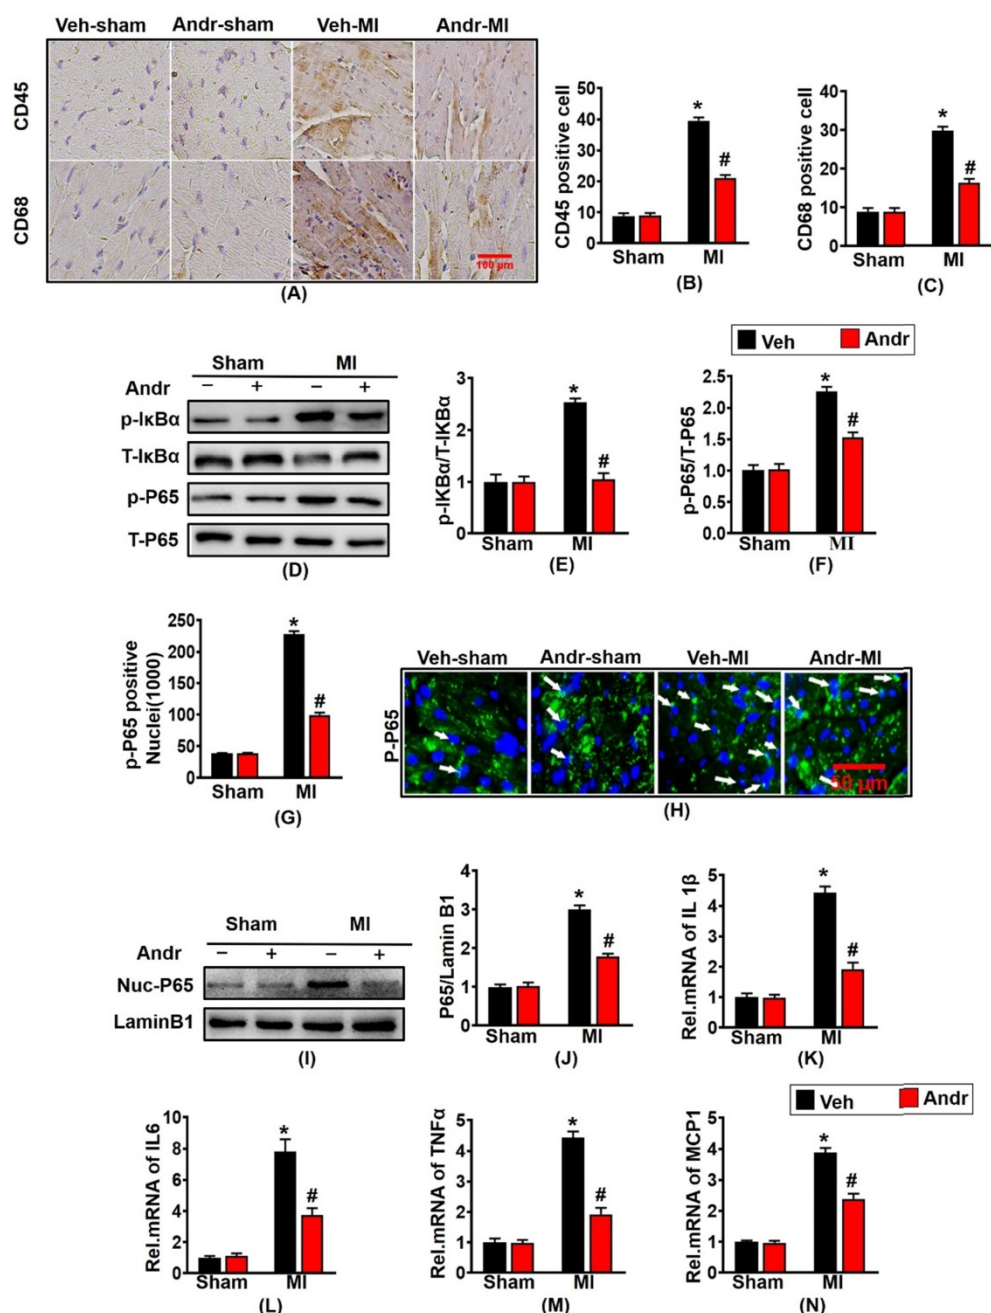 Veh-sham Andr-sham Veh-MI Andr-MI
CD45
CD68
100 µm
(A)
CD45 positive cell
50
40
30
20
10
0
*
#
Sham MI
(B)
CD68 positive cell
40
30
20
10
0
*
#
Sham MI
(C)
Veh Andr
Sham MI
Andr − + − +
p-IκBα
T-IκBα
p-P65
T-P65
(D)
p-IKBα/T-IKBα
3
2
1
0
*
#
Sham MI
(E)
p-P65/T-P65
2.5
2.0
1.5
1.0
0.5
0.0
*
#
Sham MI
(F)
p-P65 positive
Nuclei(1000)
250
200
150
100
50
0
*
#
Sham MI
(G)
Veh-sham Andr-sham Veh-MI Andr-MI
P-P65
50 µm
(H)
Sham MI
Andr − + − +
Nuc-P65
LaminB1
(I)
P65/Lamin B1
4
3
2
1
0
*
#
Sham MI
(J)
Rel.mRNA of IL 1β
5
4
3
2
1
0
*
#
Sham MI
(K)
Veh Andr
Rel.mRNA of IL6
10
8
6
4
2
0
*
#
Sham MI
(L)
Rel.mRNA of TNFα
5
4
3
2
1
0
*
#
Sham MI
(M)
Rel.mRNA of MCP1
5
4
3
2
1
0
*
#
Sham MI
(N)